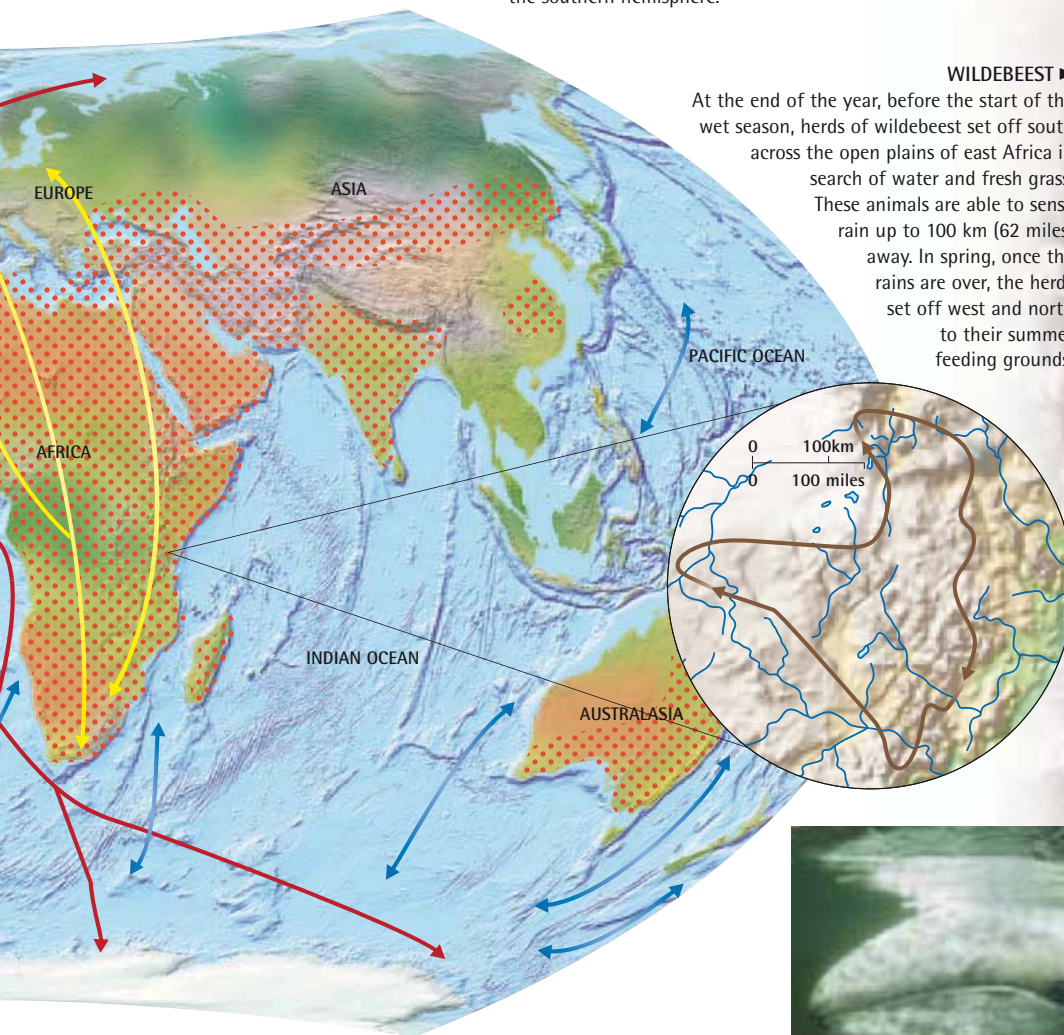 the southern hemisphere.
WILDEBEEST ►
At the end of the year, before the start of th
wet season, herds of wildebeest set off sout
across the open plains of east Africa i
search of water and fresh grass
These animals are able to sens
rain up to 100 km (62 miles
away. In spring, once th
rains are over, the herd
set off west and nort
to their summe
feeding grounds
EUROPE
ASIA
PACIFIC OCEAN
AFRICA
INDIAN OCEAN
AUSTRALASIA
0 100km
0 100 miles